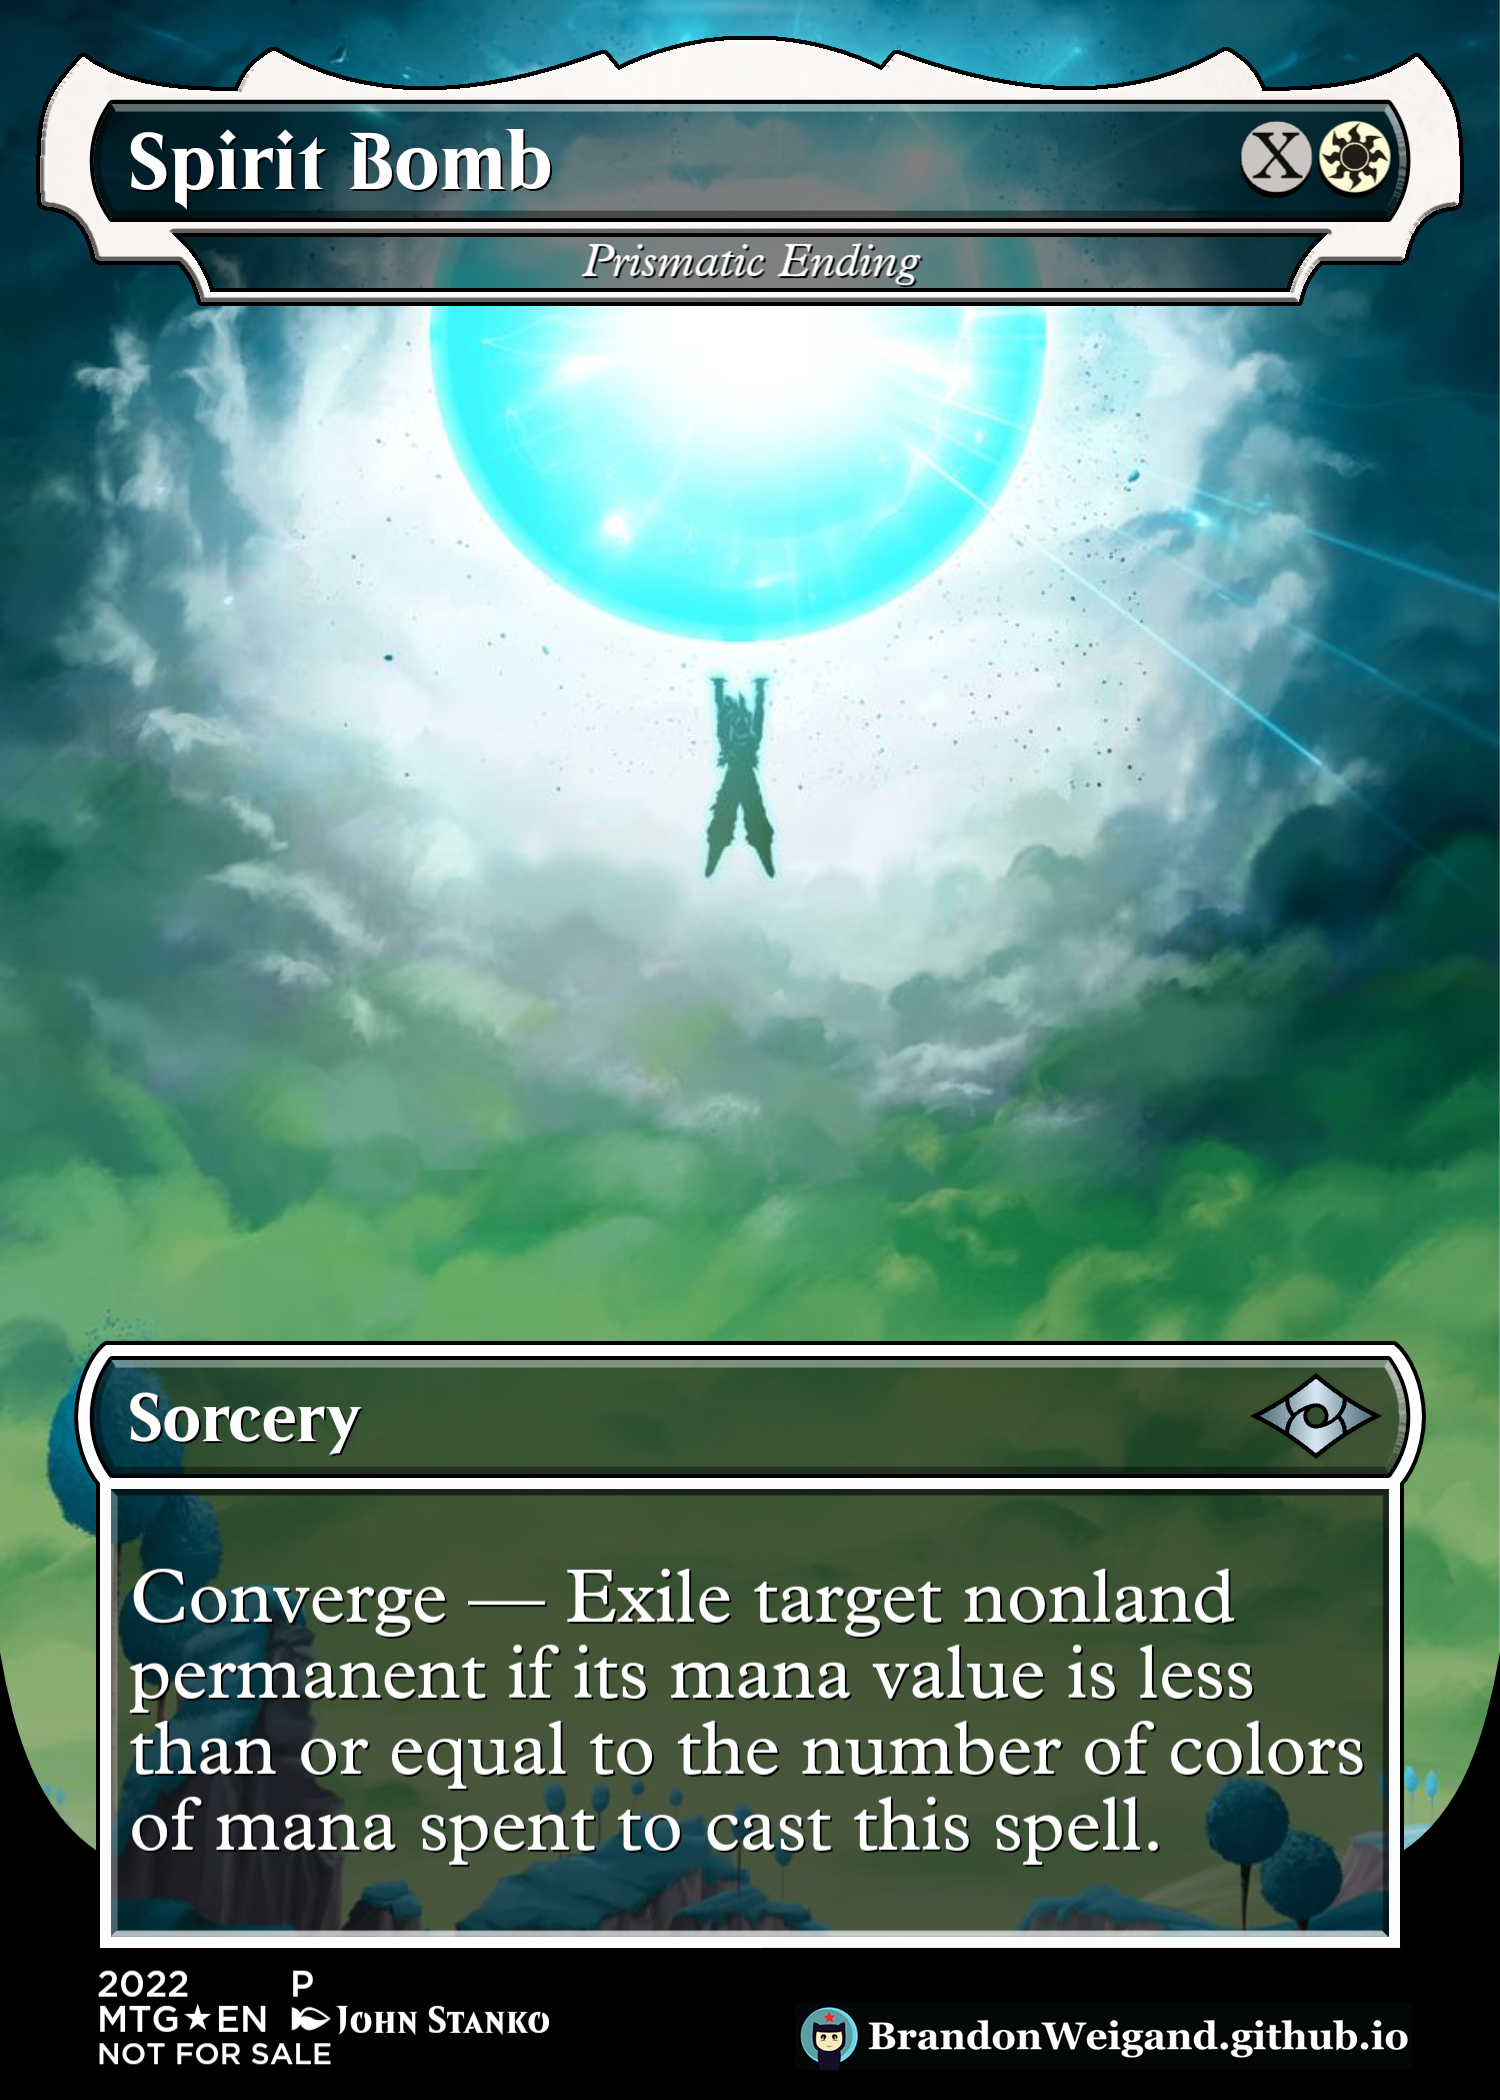 Spirit Bomb X
Prismatic Ending
Sorcery
Converge — Exile target nonland
permanent if its mana value is less
than or equal to the number of colors
of mana spent to cast this spell.
2022 P
MTG★EN John Stanko
NOT FOR SALE
BrandonWeigand.github.io